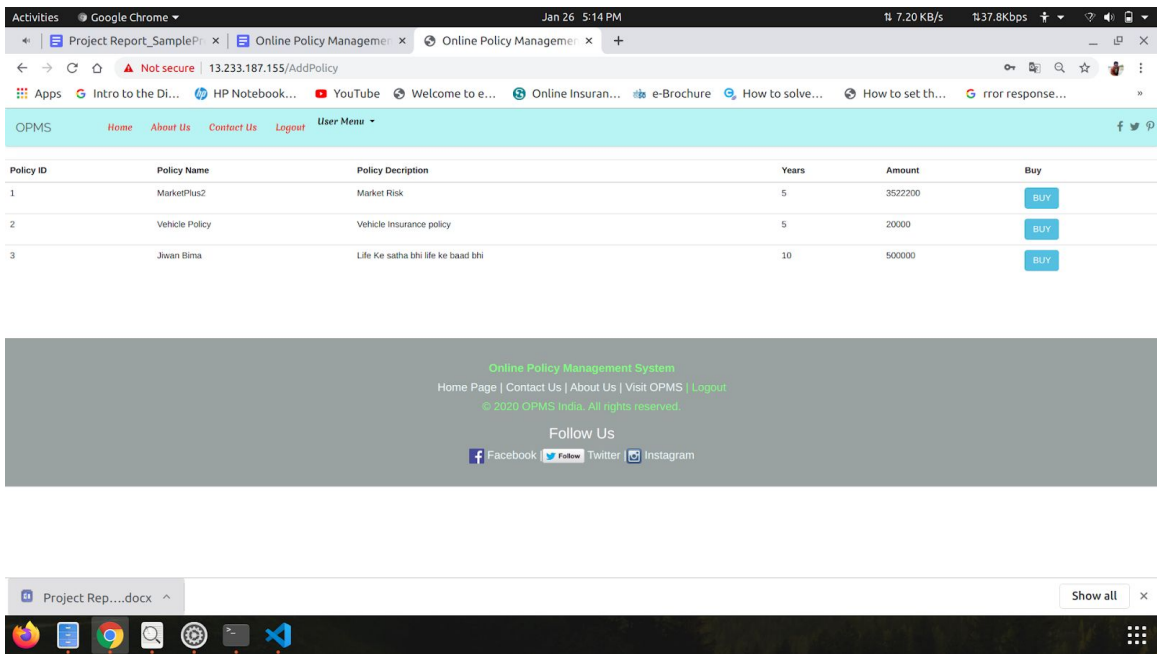 Activities Google Chrome ▾ Jan 26 5:14 PM 7.20 KB/s 37.8Kbps
Project Report_SamplePr × Online Policy Managemen × Online Policy Managemen × +
Not secure | 13.233.187.155/AddPolicy
Apps Intro to the Di... HP Notebook... YouTube Welcome to e... Online Insuran... e-Brochure How to solve... How to set th... rror response... »
OPMS Home About Us Contact Us Logout User Menu
Policy ID Policy Name Policy Decription Years Amount Buy
1 MarketPlus2 Market Risk 5 3522200 BUY
2 Vehicle Policy Vehicle Insurance policy 5 20000 BUY
3 Jiwan Bima Life Ke satha bhi life ke baad bhi 10 500000 BUY
Online Policy Management System
Home Page | Contact Us | About Us | Visit OPMS | Logout
© 2020 OPMS India. All rights reserved.
Follow Us
Facebook | Follow Twitter | Instagram
Project Rep....docx Show all ×